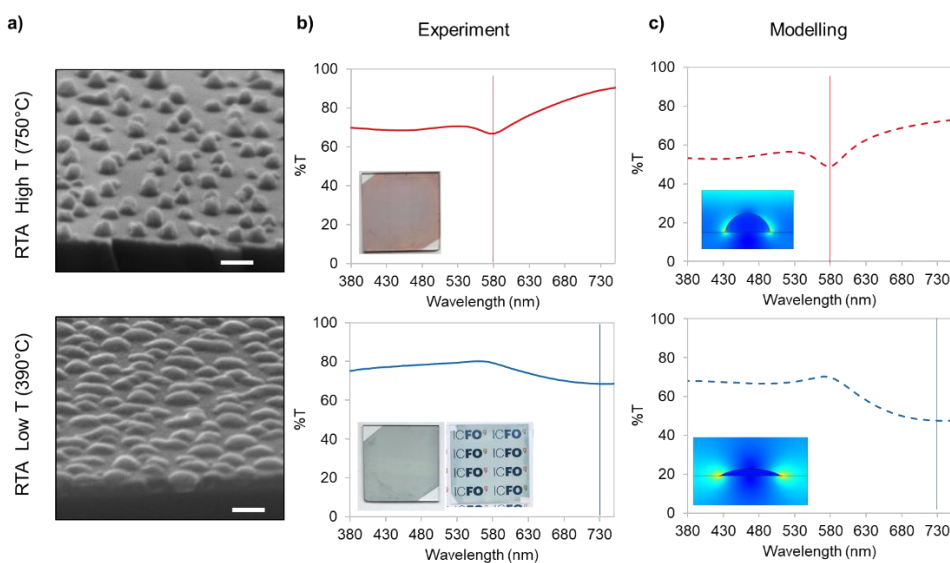 a)
b)
c)
Experiment
Modelling
RTA High T (750°C)
100
80
60
40
20
0
%T
380 430 480 530 580 630 680 730
Wavelength (nm)
100
80
60
40
20
0
%T
380 430 480 530 580 630 680 730
Wavelength (nm)
RTA Low T (390°C)
100
80
60
40
20
0
%T
ICFO ICFO
ICFO ICFO
ICFO ICFO
ICFO ICFO
380 430 480 530 580 630 680 730
Wavelength (nm)
100
80
60
40
20
0
%T
380 430 480 530 580 630 680 730
Wavelength (nm)